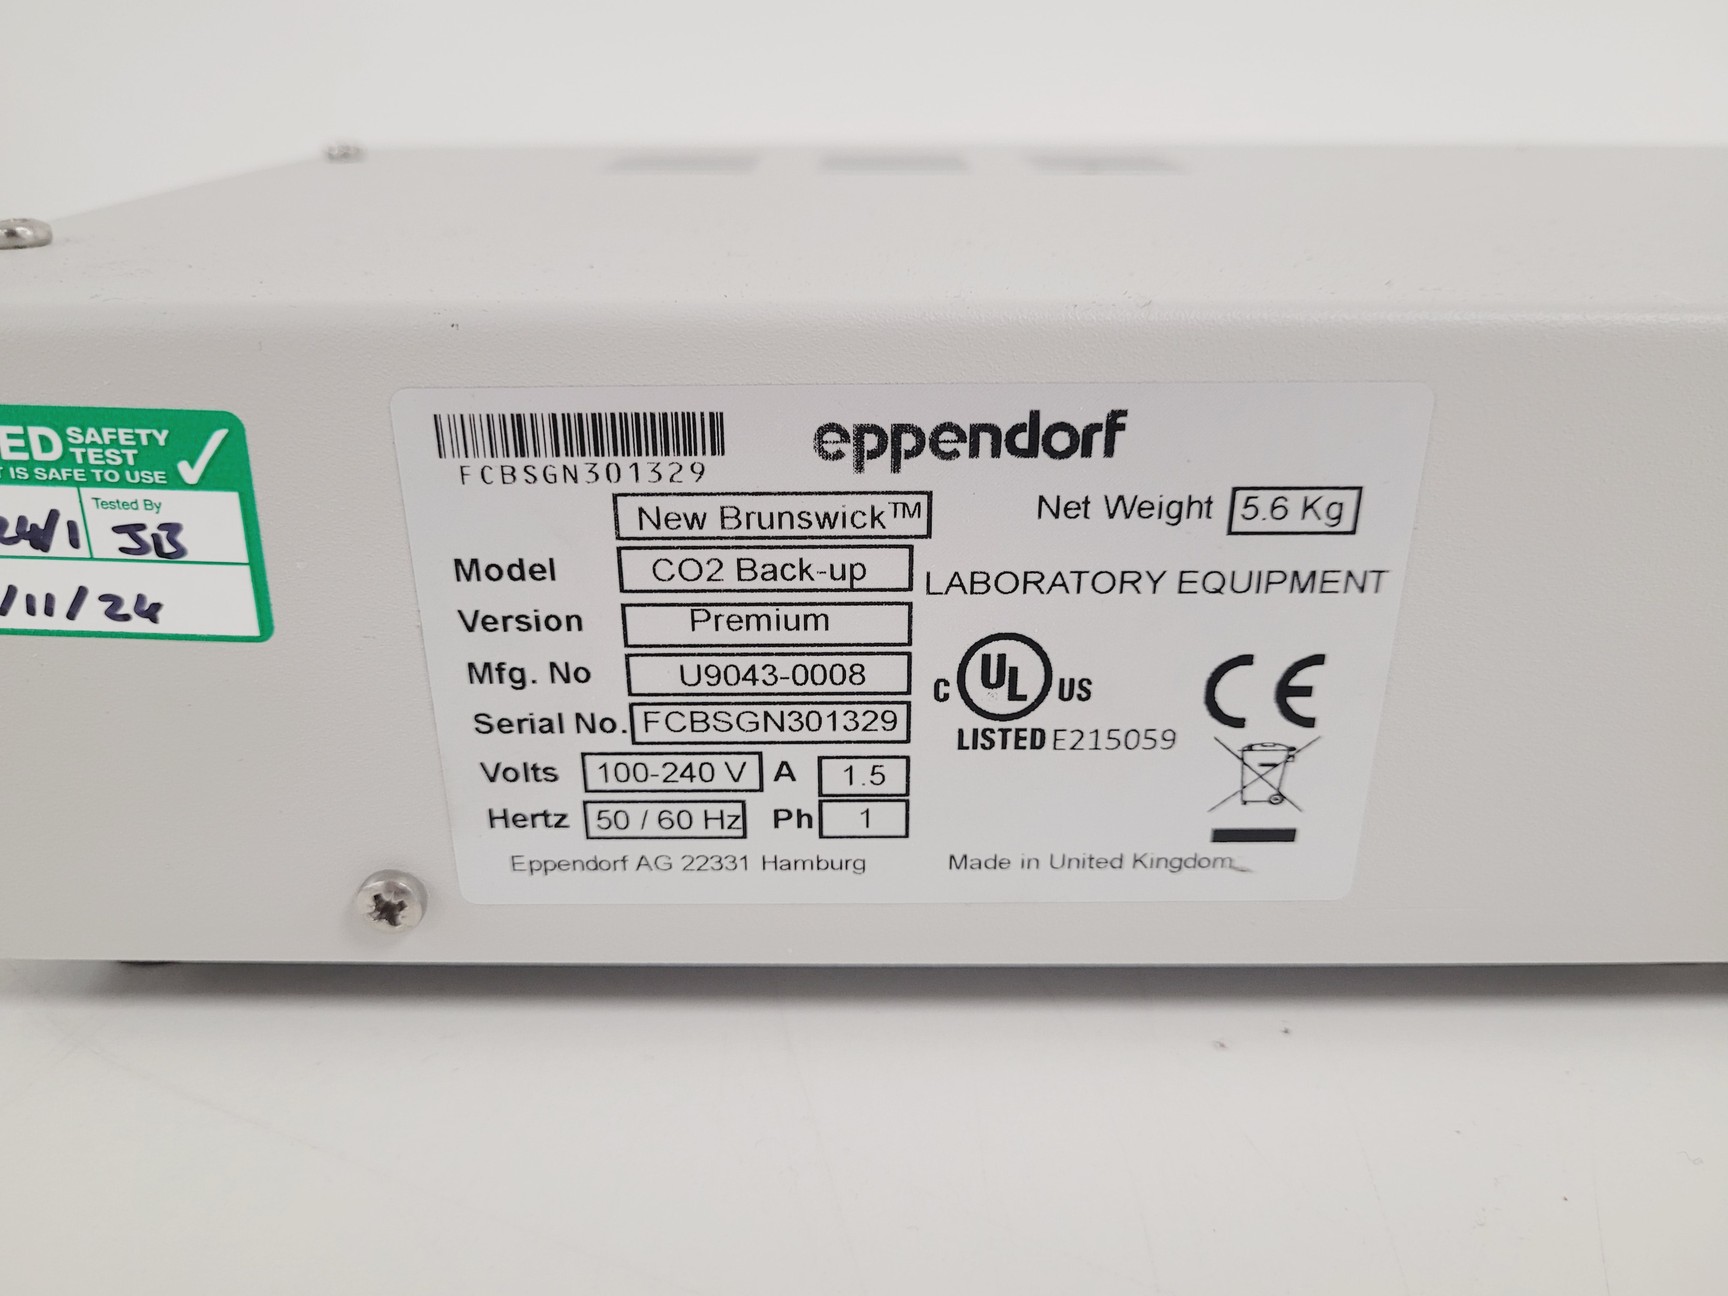 ED SAFETY
TEST
IS SAFE TO USE
Tested By
24/1 JB
/11/24
FCBSGN301329
eppendorf
New Brunswick™
Net Weight 5.6 Kg
Model CO2 Back-up
LABORATORY EQUIPMENT
Version Premium
Mfg. No U9043-0008
Serial No. FCBSGN301329
C UL US
LISTED E215059
CE
Volts 100-240 V A 1.5
Hertz 50 / 60 Hz Ph 1
Eppendorf AG 22331 Hamburg
Made in United Kingdom